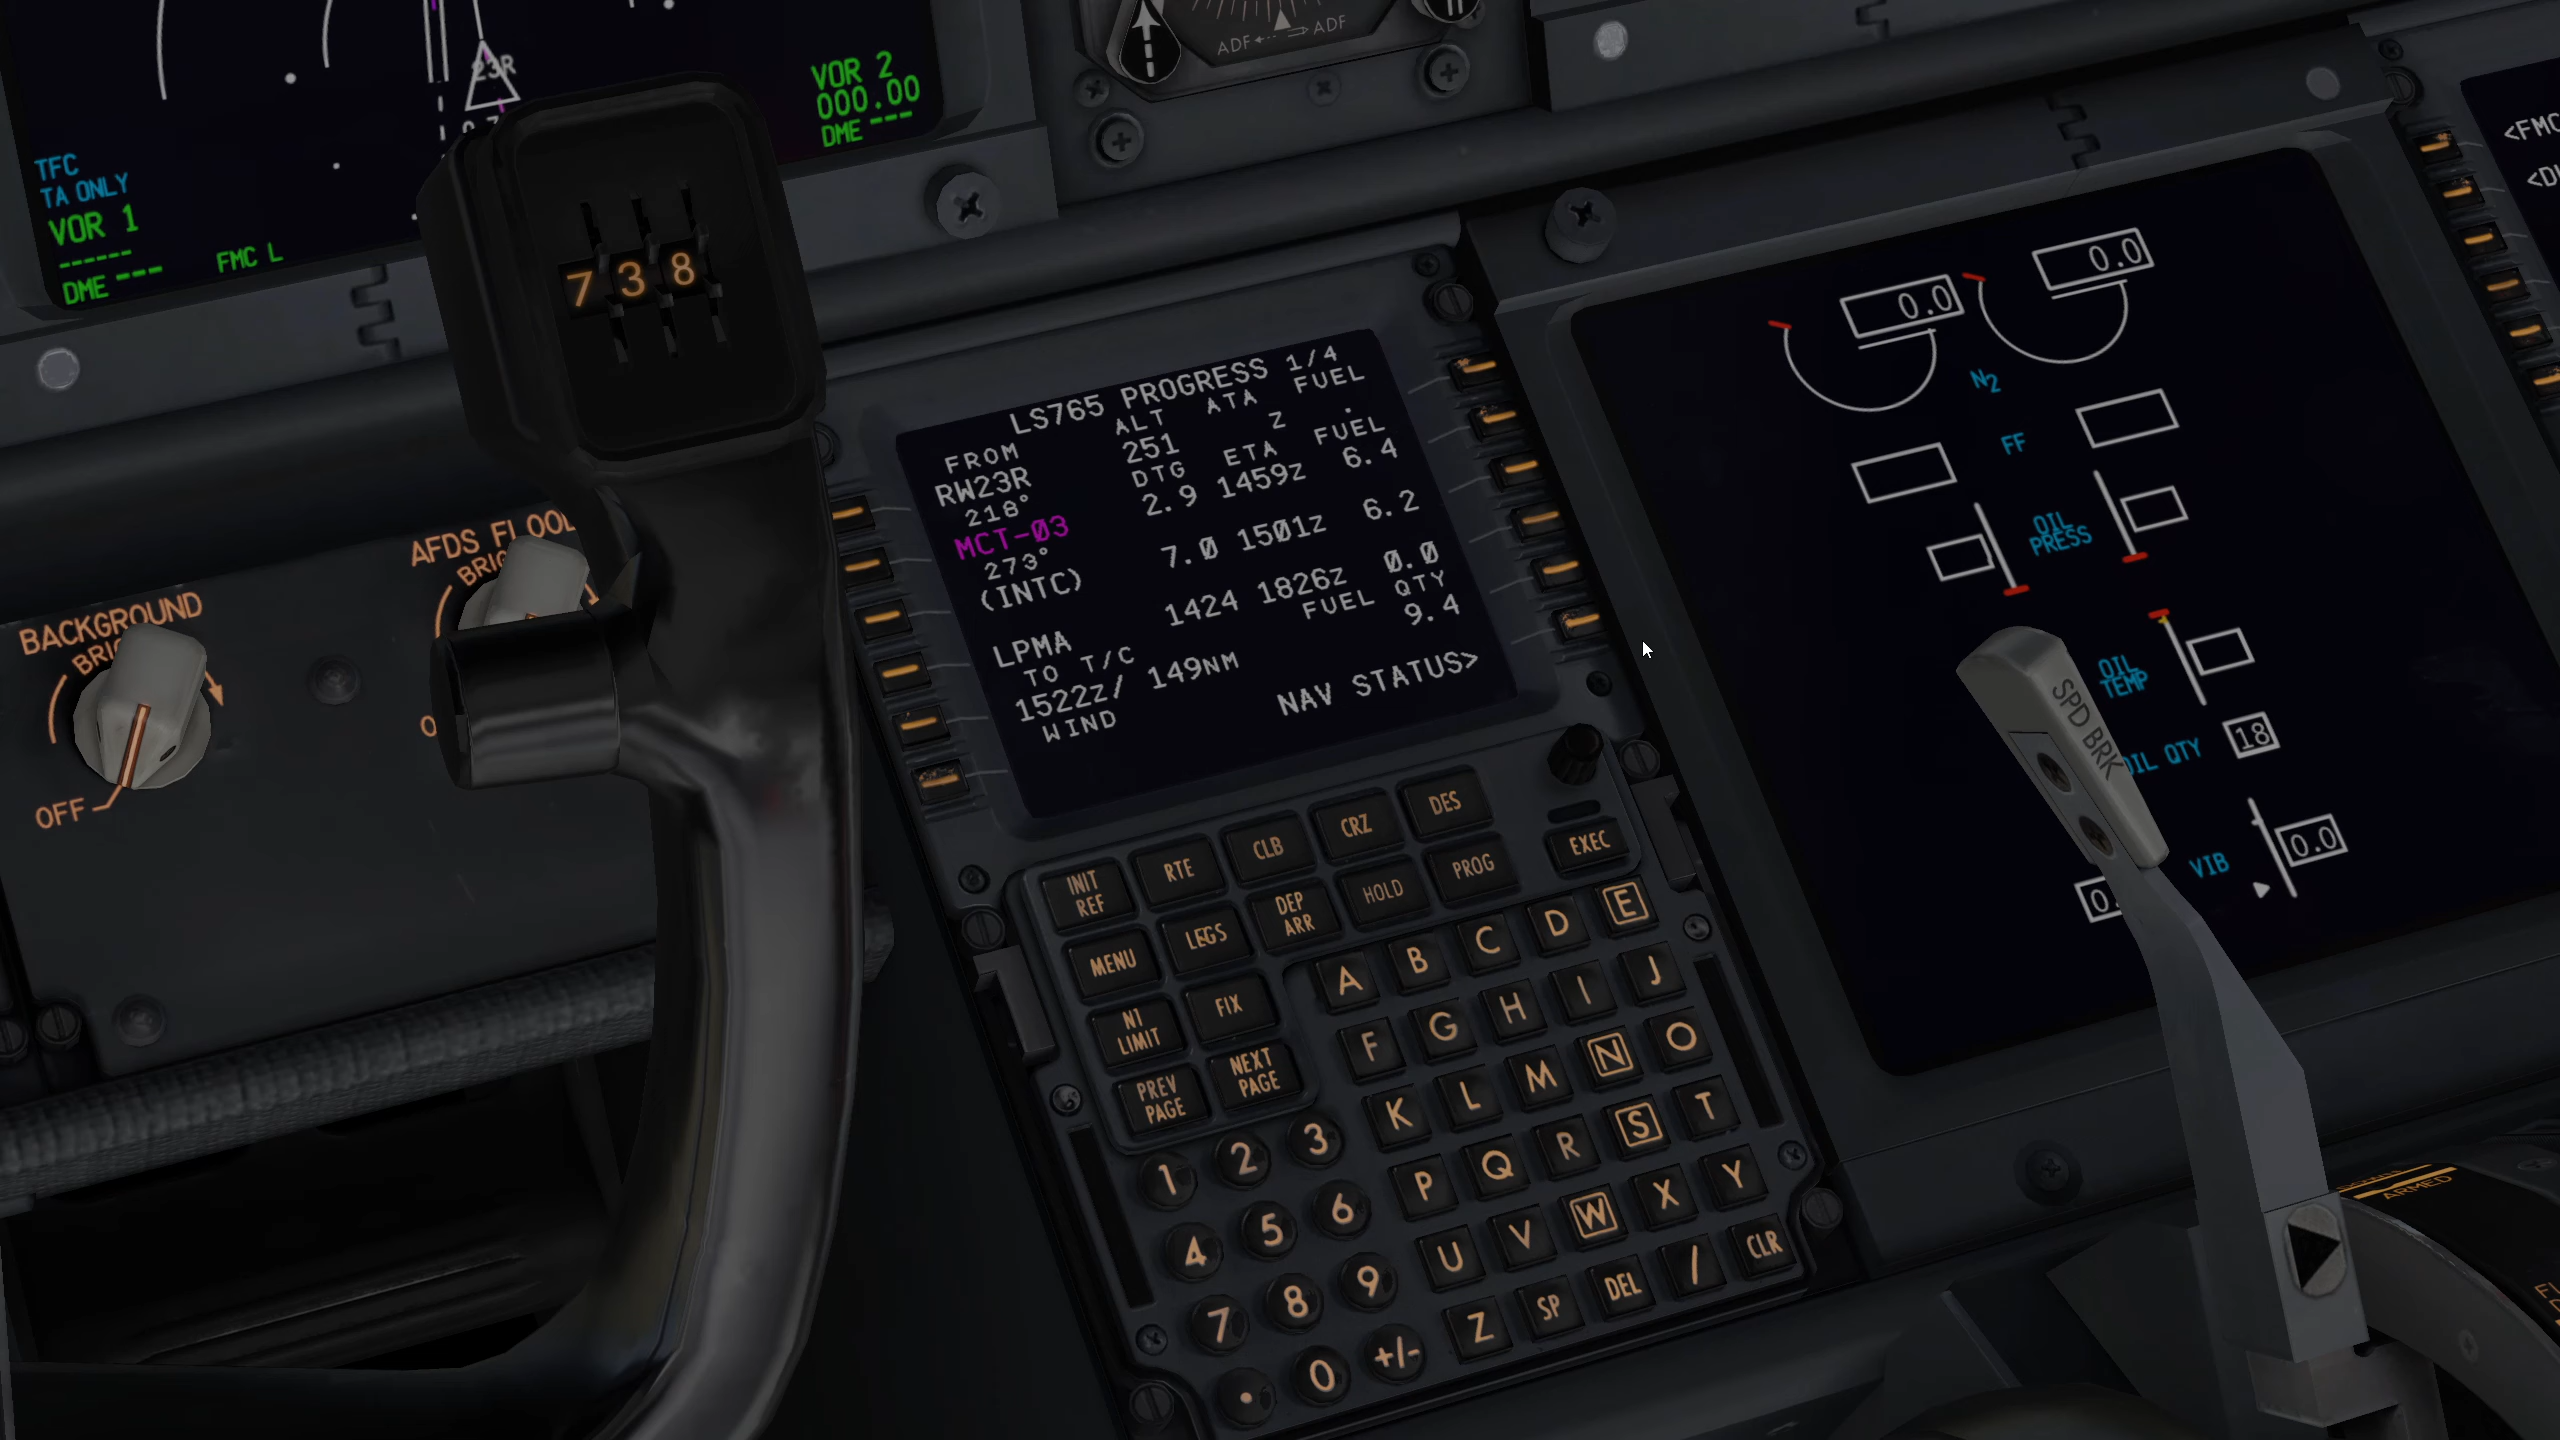 23R
VOR 2
000.00
DME ---
TFC
TA ONLY
VOR 1
------
DME ---
FMC L
ADF ADF
738
AFDS FLOOD
BACKGROUND
OFF
LS765 PROGRESS 1/4
FROM ALT ATA FUEL
RW23R 251 Z .
218° DTG ETA FUEL
MCT-03 2.9 1459Z 6.4
273°
(INTC) 7.0 1501Z 6.2
LPMA 1424 1826Z 0.0
TO T/C FUEL QTY
1522Z/ 149NM 9.4
WIND
NAV STATUS>
INIT REF
RTE
CLB
CRZ
DES
MENU
LEGS
DEP ARR
HOLD
PROG
EXEC
N1 LIMIT
FIX
PREV PAGE
NEXT PAGE
A B C D E
F G H I J
K L M N O
P Q R S T
U V W X Y
Z SP DEL / CLR
1 2 3
4 5 6
7 8 9
. 0 +/-
0.0 0.0
N2
FF
OIL PRESS
OIL TEMP
OIL QTY 18
VIB 0.0
SPD BRK
ARMED
<FMC